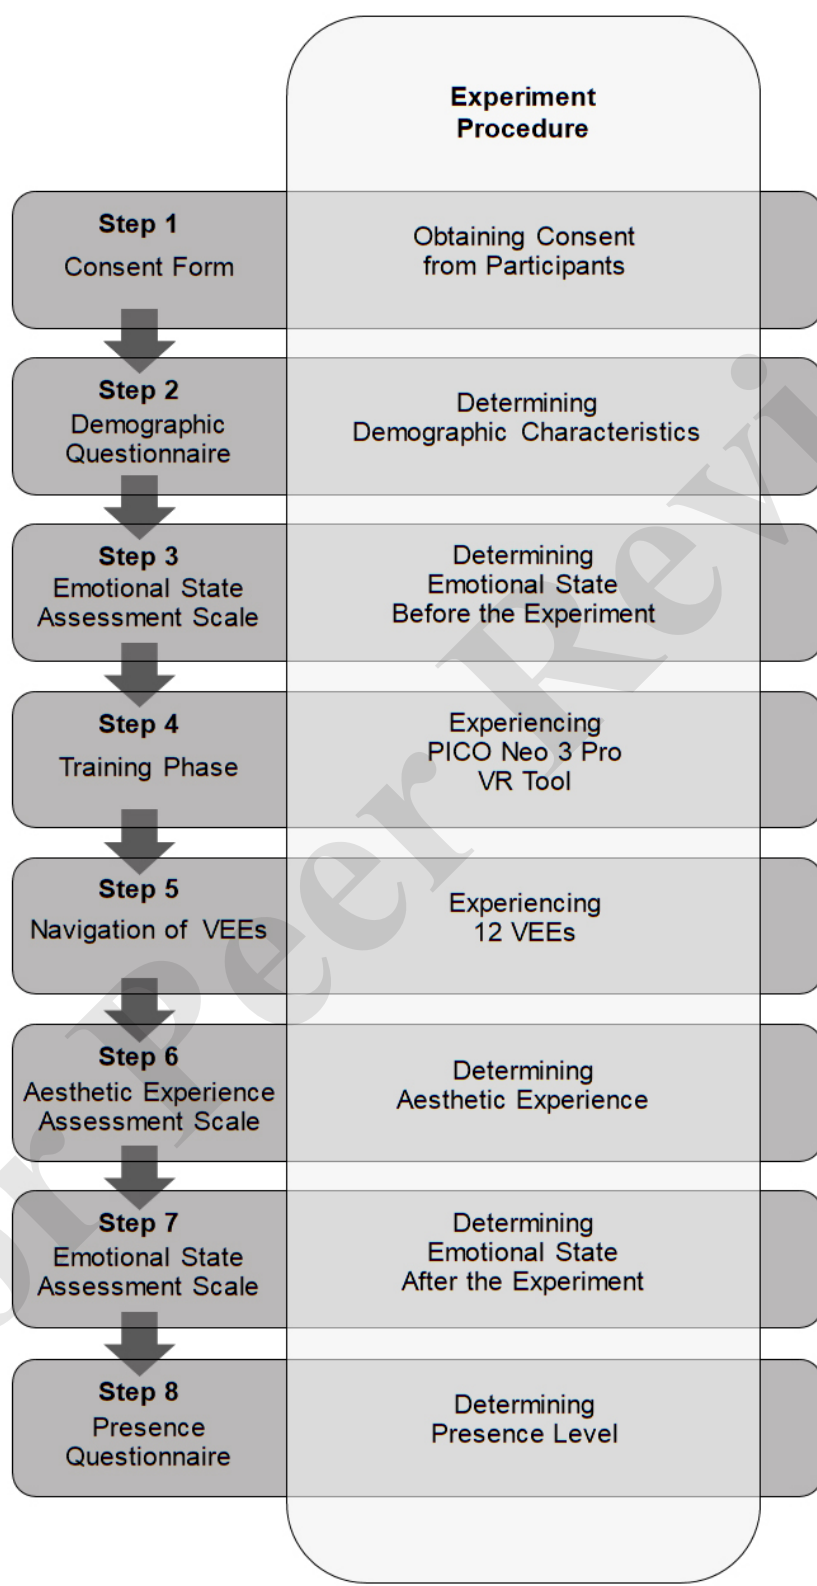 Experiment
Procedure
Step 1
Consent Form
Obtaining Consent
from Participants
Step 2
Demographic
Questionnaire
Determining
Demographic Characteristics
Step 3
Emotional State
Assessment Scale
Determining
Emotional State
Before the Experiment
Step 4
Training Phase
Experiencing
PICO Neo 3 Pro
VR Tool
Step 5
Navigation of VEEs
Experiencing
12 VEEs
Step 6
Aesthetic Experience
Assessment Scale
Determining
Aesthetic Experience
Step 7
Emotional State
Assessment Scale
Determining
Emotional State
After the Experiment
Step 8
Presence
Questionnaire
Determining
Presence Level
or Peer Revi